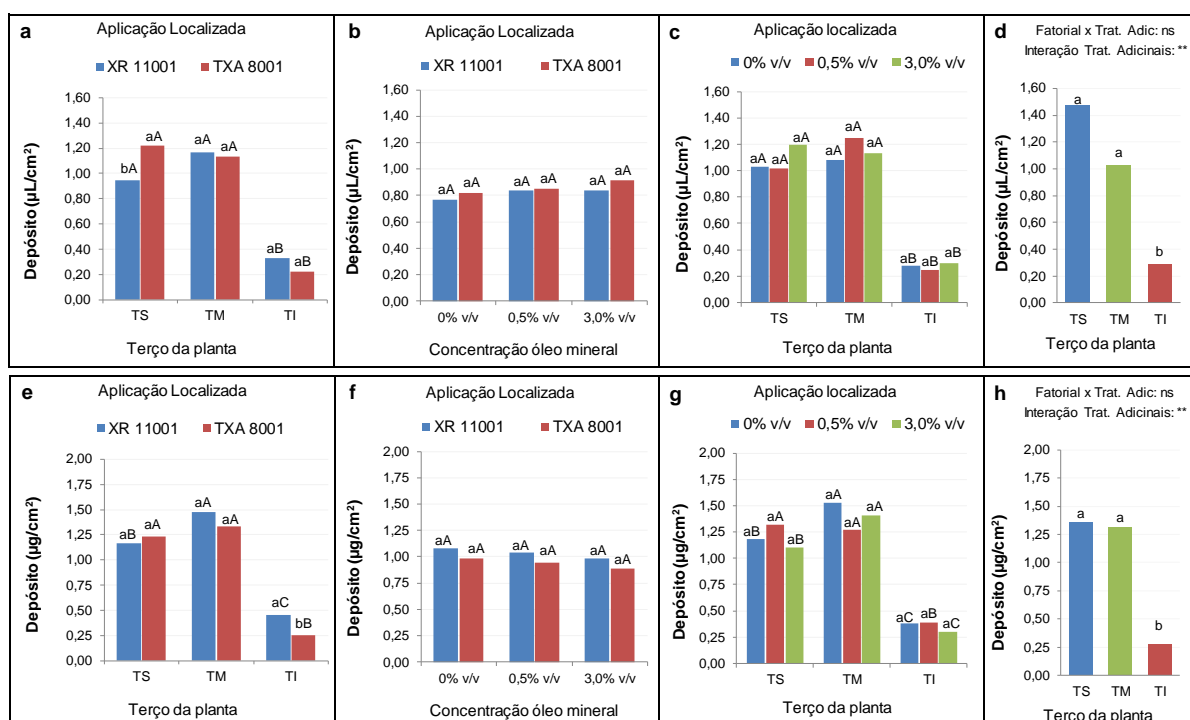 a
Aplicação Localizada
XR 11001 TXA 8001
Depósito (µL/cm²)
1,60
1,40
1,20
1,00
0,80
0,60
0,40
0,20
0,00
bA aA aA aA aB aB
TS TM TI
Terço da planta
b
Aplicação Localizada
XR 11001 TXA 8001
Depósito (µL/cm²)
1,60
1,40
1,20
1,00
0,80
0,60
0,40
0,20
0,00
aA aA aA aA aA aA
0% v/v 0,5% v/v 3,0% v/v
Concentração óleo mineral
c
Aplicação localizada
0% v/v 0,5% v/v 3,0% v/v
Depósito (µL/cm²)
1,60
1,40
1,20
1,00
0,80
0,60
0,40
0,20
0,00
aA aA aA aA aA aA aB aB aB
TS TM TI
Terço da planta
d
Fatorial x Trat. Adic: ns
Interação Trat. Adicinais: **
Depósito (µL/cm²)
1,60
1,40
1,20
1,00
0,80
0,60
0,40
0,20
0,00
a a b
TS TM TI
Terço da planta
e
Aplicação Localizada
XR 11001 TXA 8001
Depósito (µg/cm²)
2,00
1,75
1,50
1,25
1,00
0,75
0,50
0,25
0,00
aB aA aA aA aC bB
TS TM TI
Terço da planta
f
Aplicação Localizada
XR 11001 TXA 8001
Depósito (µg/cm²)
2,00
1,75
1,50
1,25
1,00
0,75
0,50
0,25
0,00
aA aA aA aA aA aA
0% v/v 0,5% v/v 3,0% v/v
Concentração óleo mineral
g
Aplicação localizada
0% v/v 0,5% v/v 3,0% v/v
Depósito (µg/cm²)
2,00
1,75
1,50
1,25
1,00
0,75
0,50
0,25
0,00
aB aA aB aA aA aA aC aB aC
TS TM TI
Terço da planta
h
Fatorial x Trat. Adic: ns
Interação Trat. Adicinais: **
Depósito (µg/cm²)
2,00
1,75
1,50
1,25
1,00
0,75
0,50
0,25
0,00
a a b
TS TM TI
Terço da planta